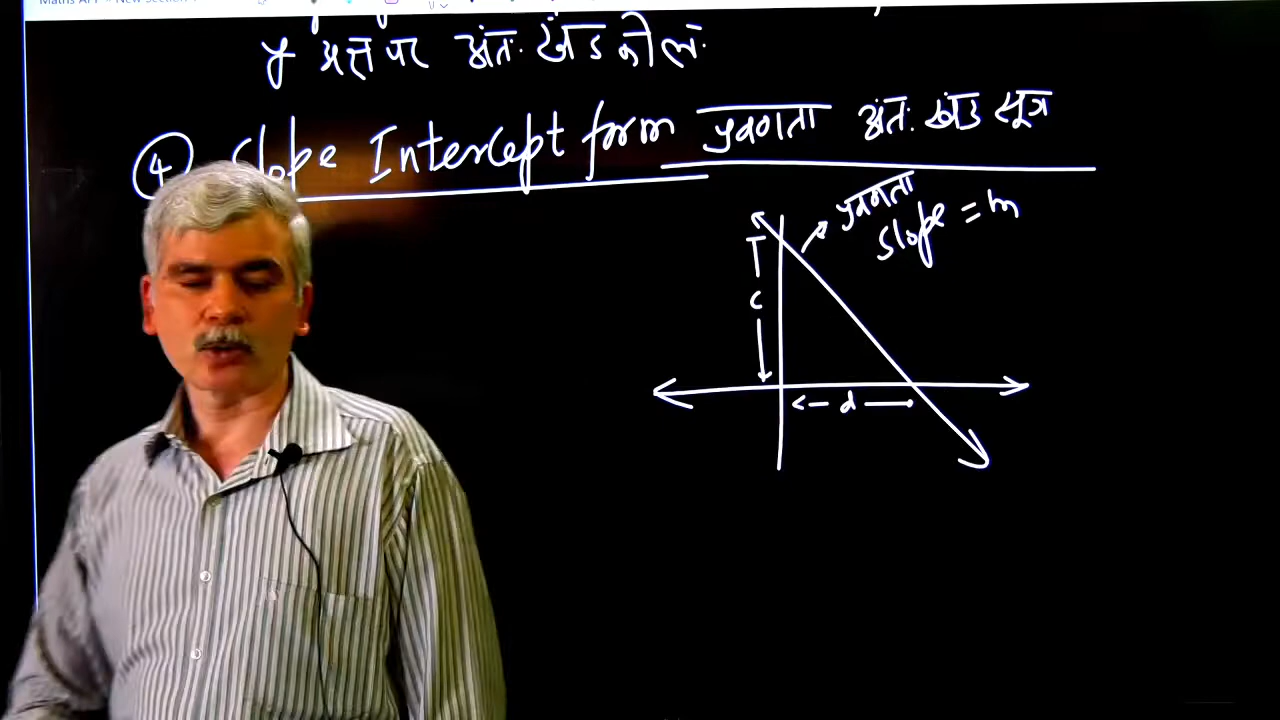 y अक्ष पर अंतः खंड की लं.
④ Slope Intercept form प्रवणता अंतः खंड सूत्र
प्रवणता
slope = m
c
d